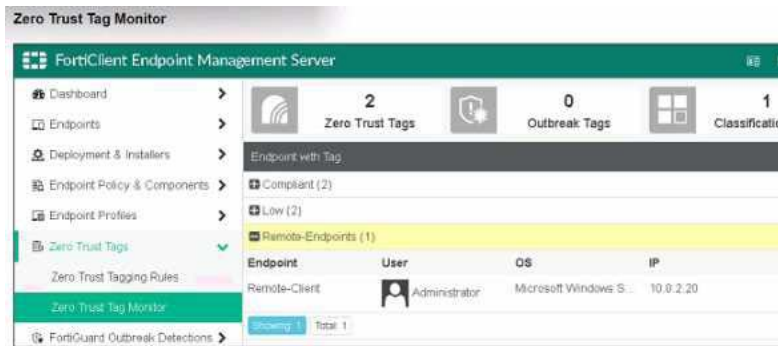 Zero Trust Tag Monitor
FortiClient Endpoint Management Server
Dashboard
Endpoints
Deployment & Installers
Endpoint Policy & Components
Endpoint Profiles
Zero Trust Tags
Zero Trust Tagging Rules
Zero Trust Tag Monitor
FortiGuard Outbreak Detections
2
Zero Trust Tags
0
Outbreak Tags
1
Classificatio
Endpoint with Tag
Compliant (2)
Low (2)
Remote-Endpoints (1)
Endpoint User OS IP
Remote-Client Administrator Microsoft Windows S... 10.0.2.20
Showing: 1 Total: 1